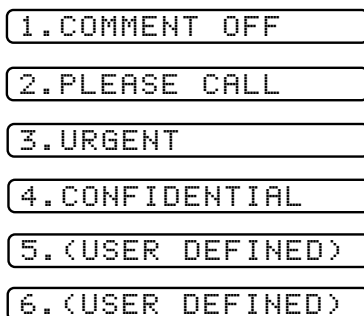 1.COMMENT OFF
2.PLEASE CALL
3.URGENT
4.CONFIDENTIAL
5.(USER DEFINED)
6.(USER DEFINED)